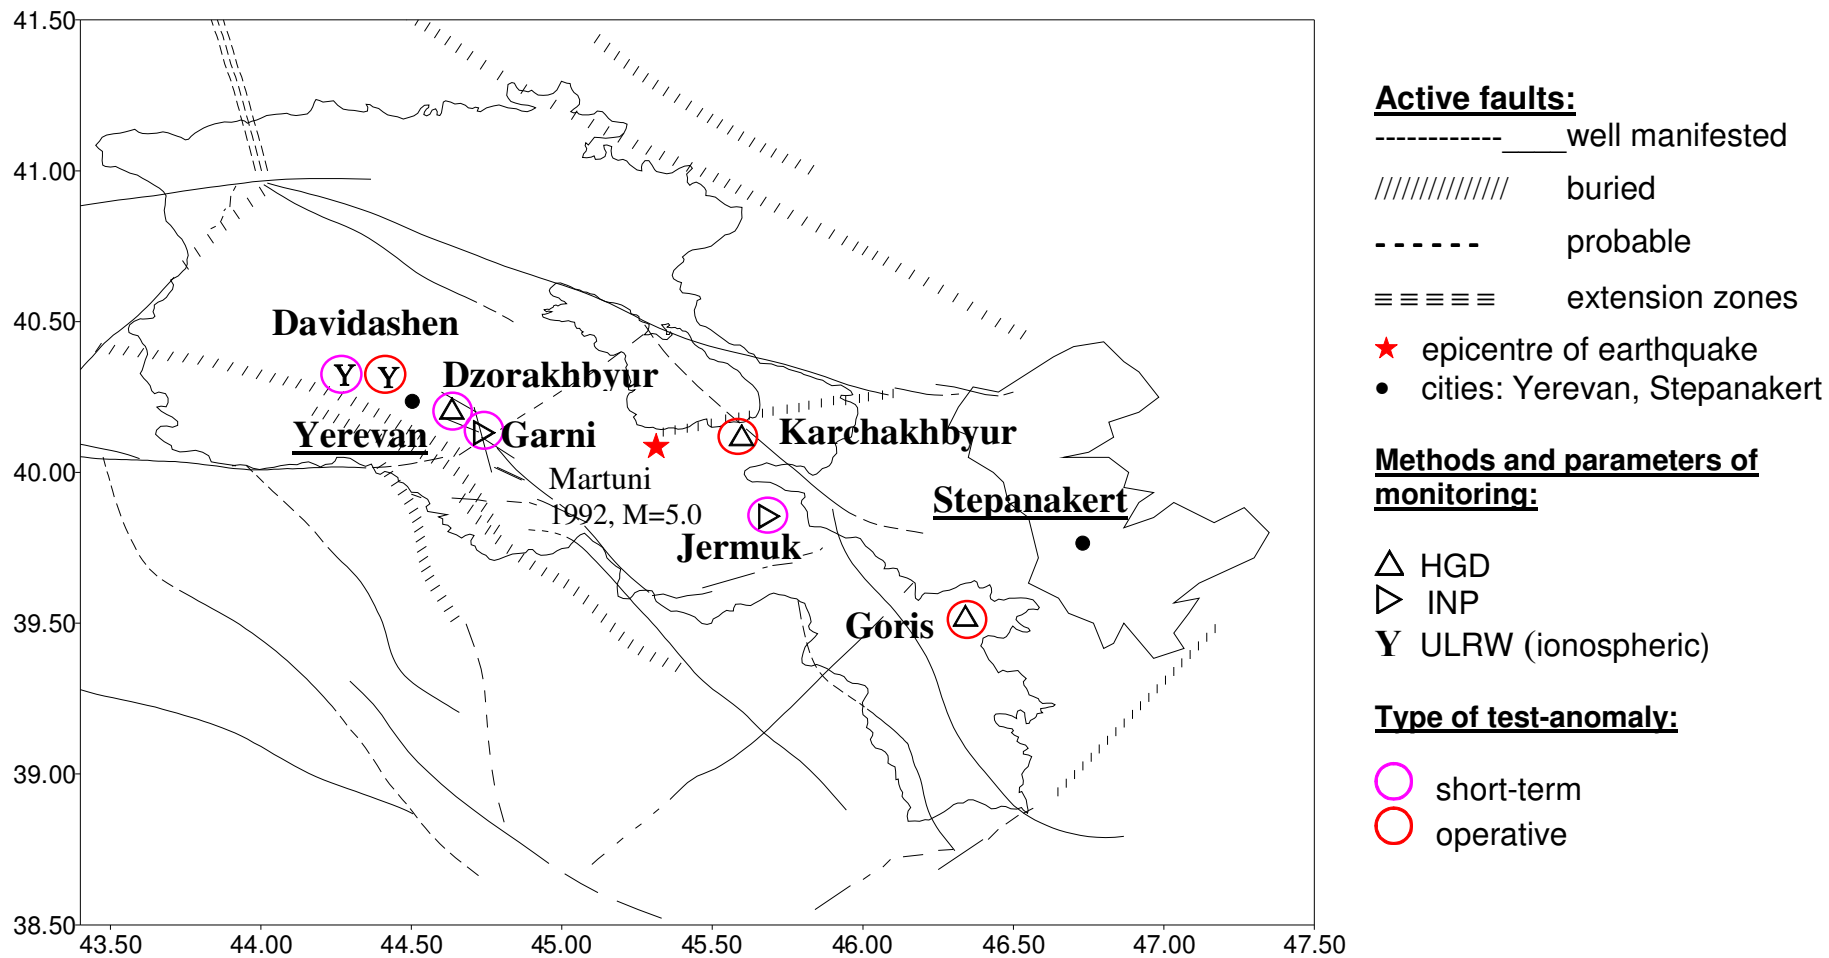 41.50
41.00
40.50
40.00
39.50
39.00
38.50
43.50 44.00 44.50 45.00 45.50 46.00 46.50 47.00 47.50
Davidashen
Y Y
Dzorakhbyur
Yerevan
Garni
Karchakhbyur
Martuni
1992, M=5.0
Stepanakert
Jermuk
Goris
Active faults:
------------____well manifested
/////////////// buried
- - - - - - probable
= = = = = extension zones
epicentre of earthquake
cities: Yerevan, Stepanakert
Methods and parameters of
monitoring:
HGD
INP
Y ULRW (ionospheric)
Type of test-anomaly:
short-term
operative